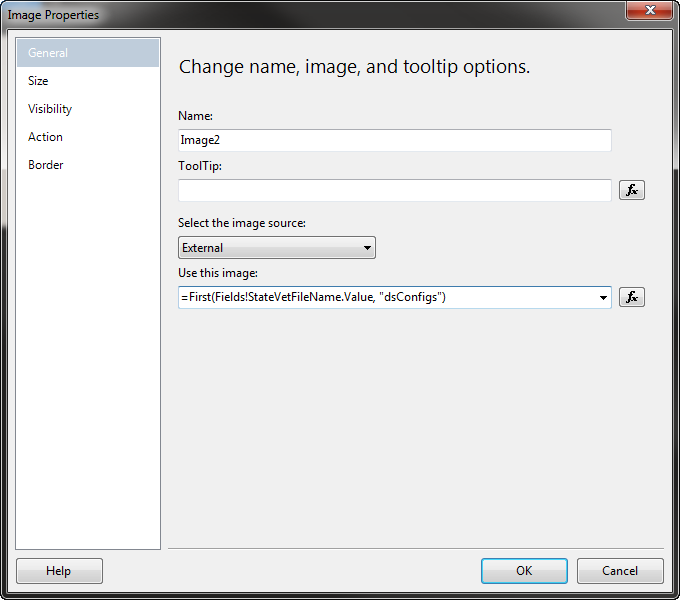 Image Properties
General
Size
Visibility
Action
Border
Change name, image, and tooltip options.
Name:
Image2
ToolTip:
fx
Select the image source:
External
Use this image:
=First(Fields!StateVetFileName.Value, "dsConfigs")
fx
Help
OK
Cancel